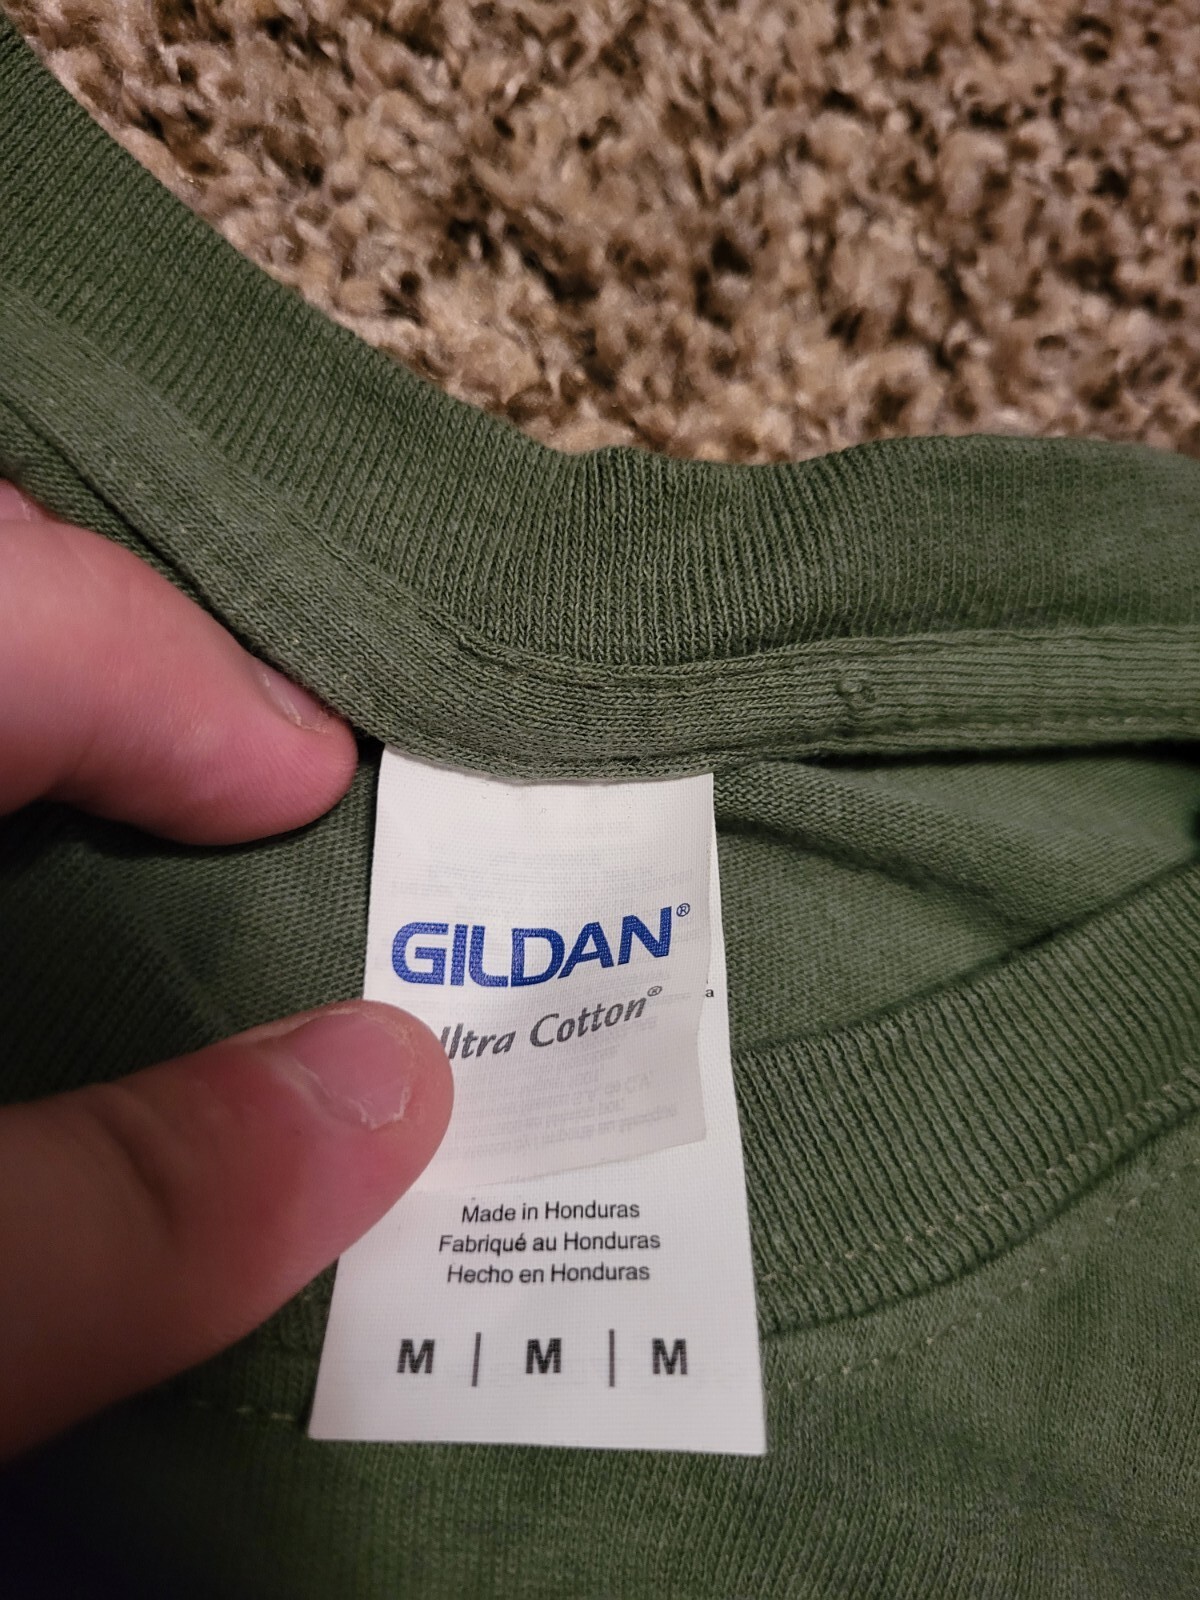 GILDAN®
Ultra Cotton®
a
Made in Honduras
Fabriqué au Honduras
Hecho en Honduras
M | M | M